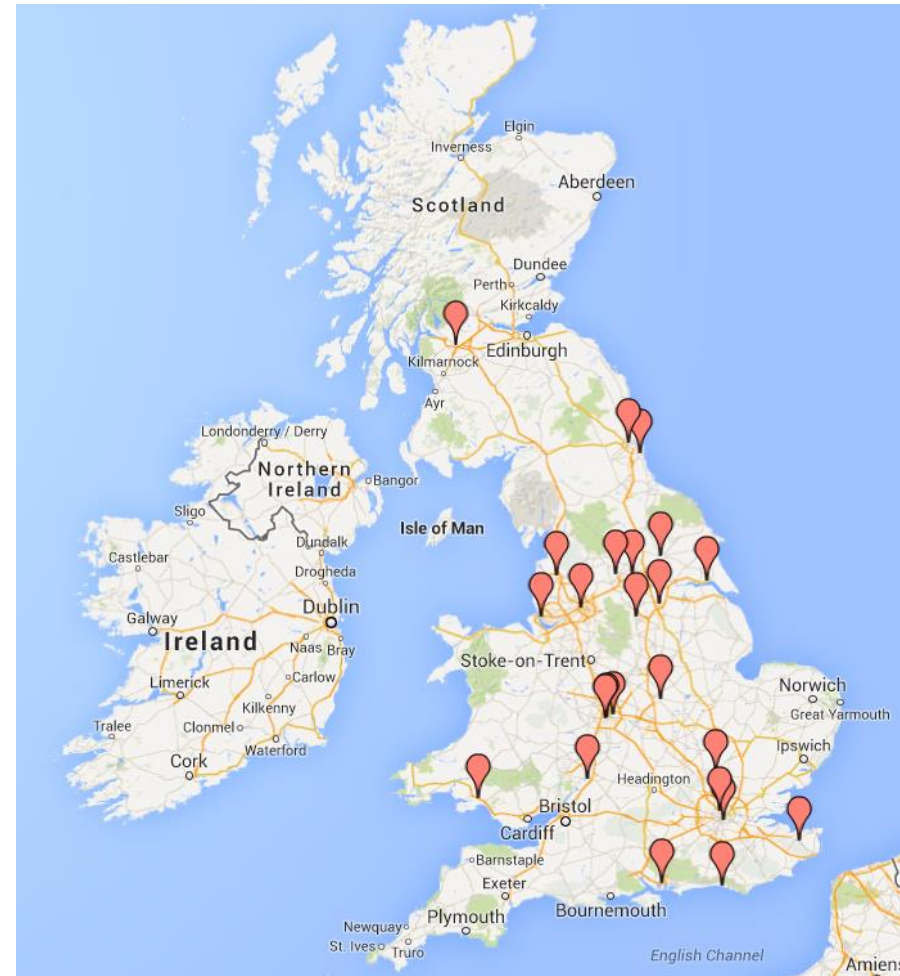 Elgin
Inverness
Aberdeen
Scotland
Dundee
Perth
Kirkcaldy
Edinburgh
Kilmarnock
Ayr
Londonderry / Derry
Northern
Ireland
Bangor
Sligo
Isle of Man
Dundalk
Castlebar
Drogheda
Dublin
Galway
Ireland
Naas
Bray
Stoke-on-Trent
Limerick
Carlow
Norwich
Kilkenny
Great Yarmouth
Tralee
Clonmel
Waterford
Ipswich
Cork
Headington
Bristol
Cardiff
Barnstaple
Exeter
Bournemouth
Plymouth
Newquay
St. Ives
Truro
English Channel
Amiens